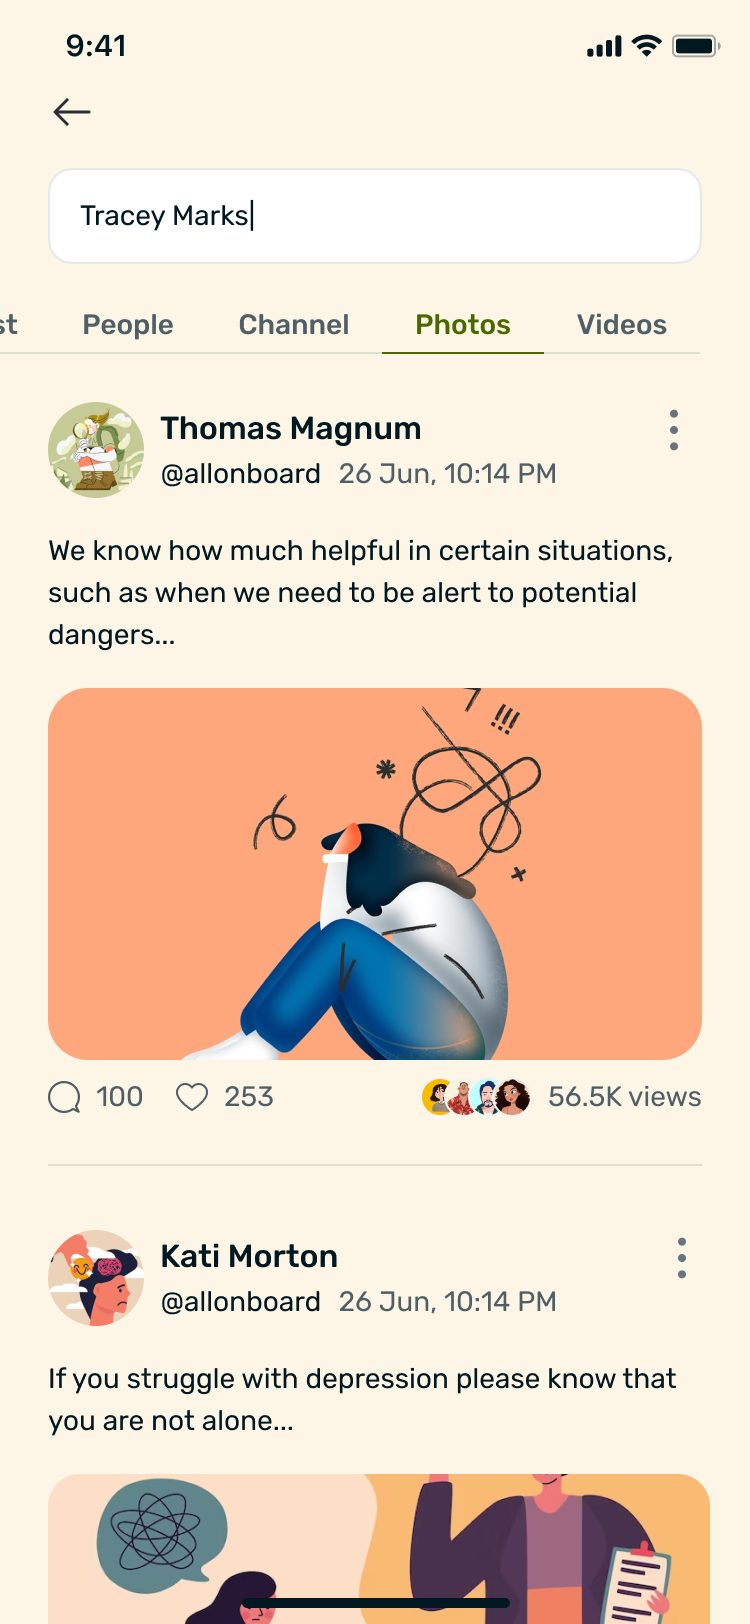 9:41
Tracey Marks
st People Channel Photos Videos
Thomas Magnum
@allonboard 26 Jun, 10:14 PM
We know how much helpful in certain situations,
such as when we need to be alert to potential
dangers...
!!!
100 253 56.5K views
Kati Morton
@allonboard 26 Jun, 10:14 PM
If you struggle with depression please know that
you are not alone...